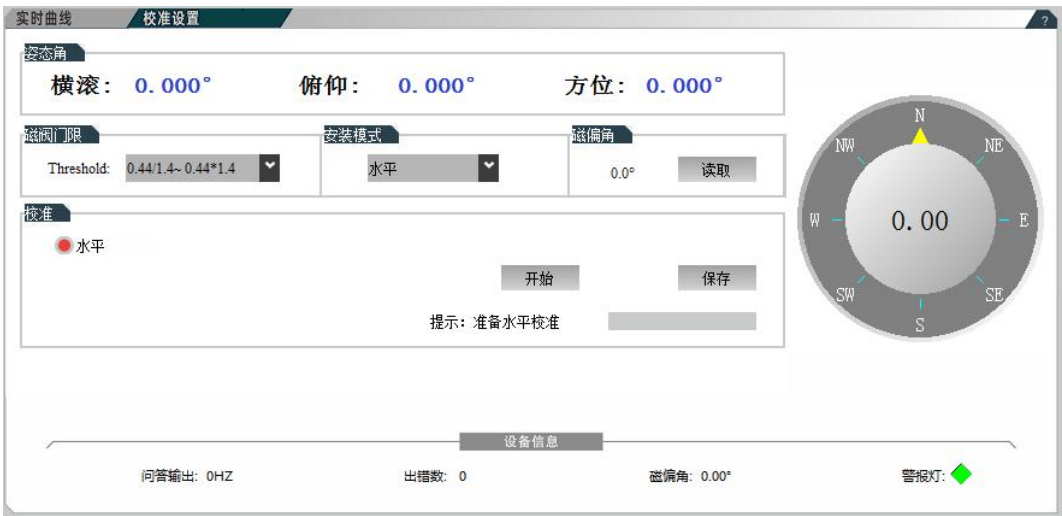 实时曲线 校准设置 ?
姿态角
横滚: 0.000° 俯仰: 0.000° 方位: 0.000°
磁阀门限 安装模式 磁偏角
Threshold: 0.44/1.4~ 0.44*1.4 水平 0.0° 读取
校准
水平
开始 保存
提示: 准备水平校准
N
NW NE
W 0.00 E
SW SE
S
设备信息
问答输出: 0HZ 出错数: 0 磁偏角: 0.00° 警报灯: